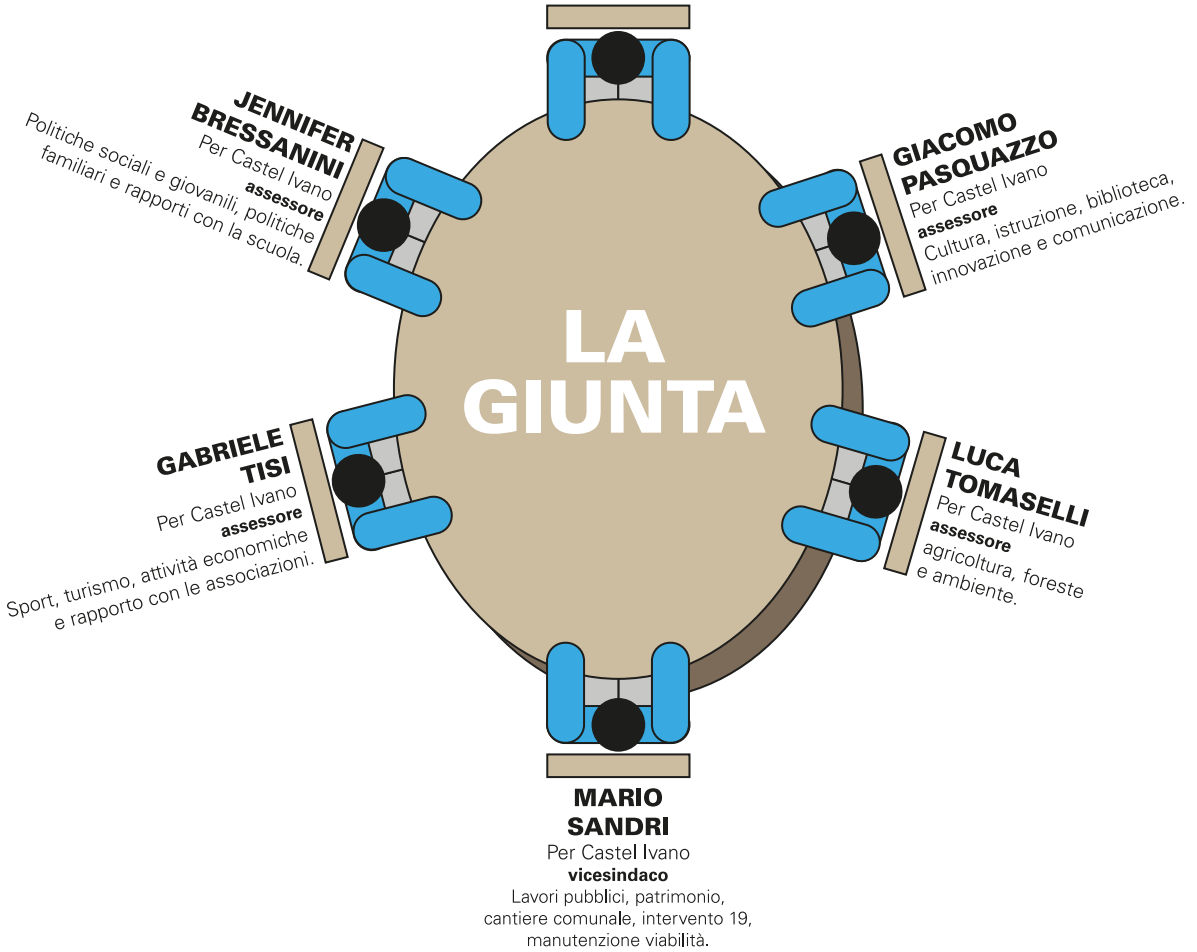 JENNIFER
BRESSANINI
Per Castel Ivano
assessore
Politiche sociali e giovanili, politiche
familiari e rapporti con la scuola.
GIACOMO
PASQUAZZO
Per Castel Ivano
assessore
Cultura, istruzione, biblioteca,
innovazione e comunicazione.
LA
GIUNTA
GABRIELE
TISI
Per Castel Ivano
assessore
Sport, turismo, attività economiche
e rapporto con le associazioni.
LUCA
TOMASELLI
Per Castel Ivano
assessore
agricoltura, foreste
e ambiente.
MARIO
SANDRI
Per Castel Ivano
vicesindaco
Lavori pubblici, patrimonio,
cantiere comunale, intervento 19,
manutenzione viabilità.